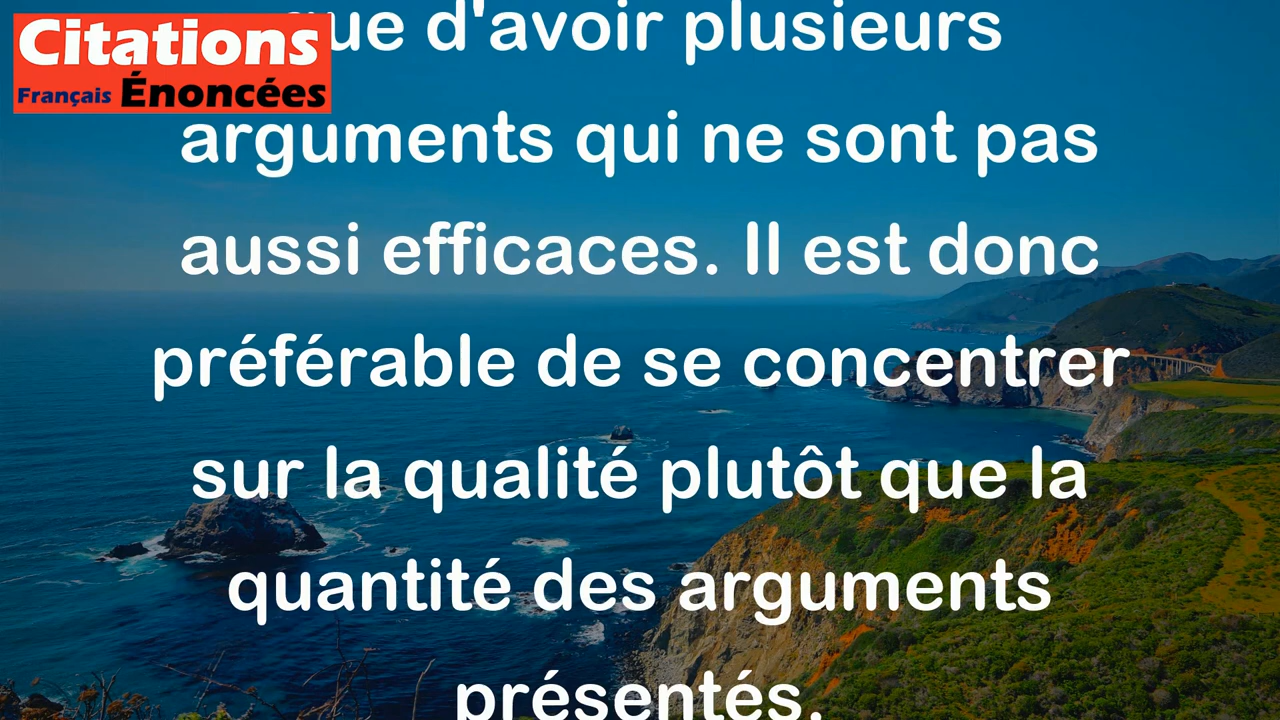 Citations
Français Énoncées
que d'avoir plusieurs
arguments qui ne sont pas
aussi efficaces. Il est donc
préférable de se concentrer
sur la qualité plutôt que la
quantité des arguments
présentés.